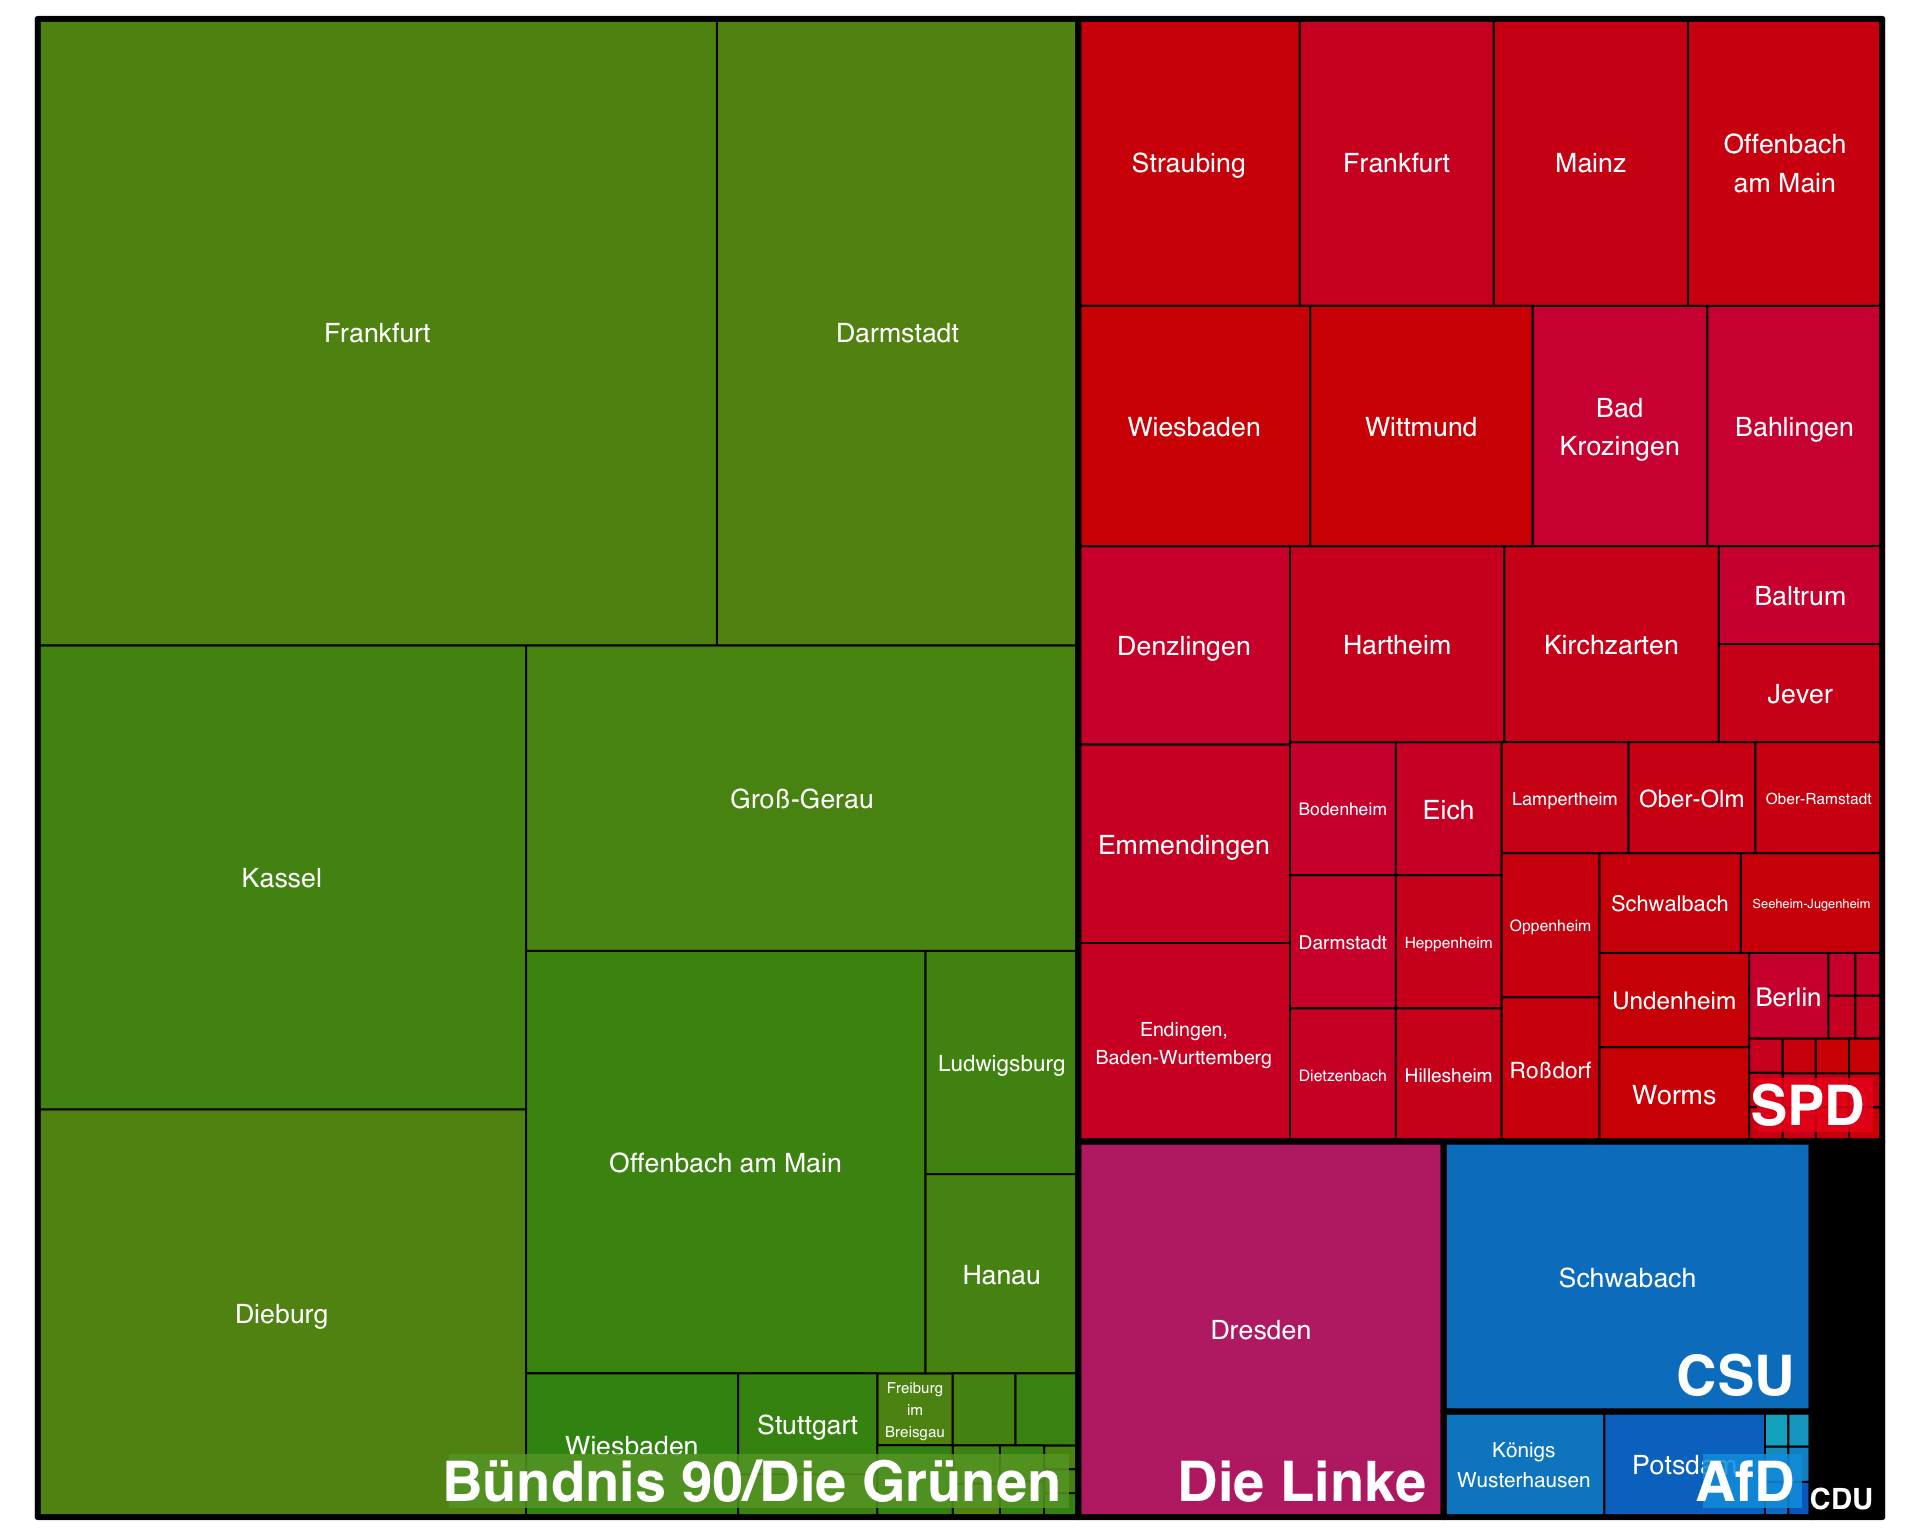 Frankfurt
Darmstadt
Kassel
Groß-Gerau
Dieburg
Offenbach am Main
Ludwigsburg
Hanau
Wiesbaden
Stuttgart
Freiburg
im
Breisgau
Bündnis 90/Die Grünen
Straubing
Frankfurt
Mainz
Offenbach
am Main
Wiesbaden
Wittmund
Bad
Krozingen
Bahlingen
Denzlingen
Hartheim
Kirchzarten
Baltrum
Jever
Emmendingen
Bodenheim
Eich
Lampertheim
Ober-Olm
Ober-Ramstadt
Endingen,
Baden-Wurttemberg
Darmstadt
Heppenheim
Oppenheim
Schwalbach
Seeheim-Jugenheim
Dietzenbach
Hillesheim
Roßdorf
Undenheim
Berlin
Worms
SPD
Dresden
Die Linke
Schwabach
CSU
Königs
Wusterhausen
Potsdam
AfD
CDU